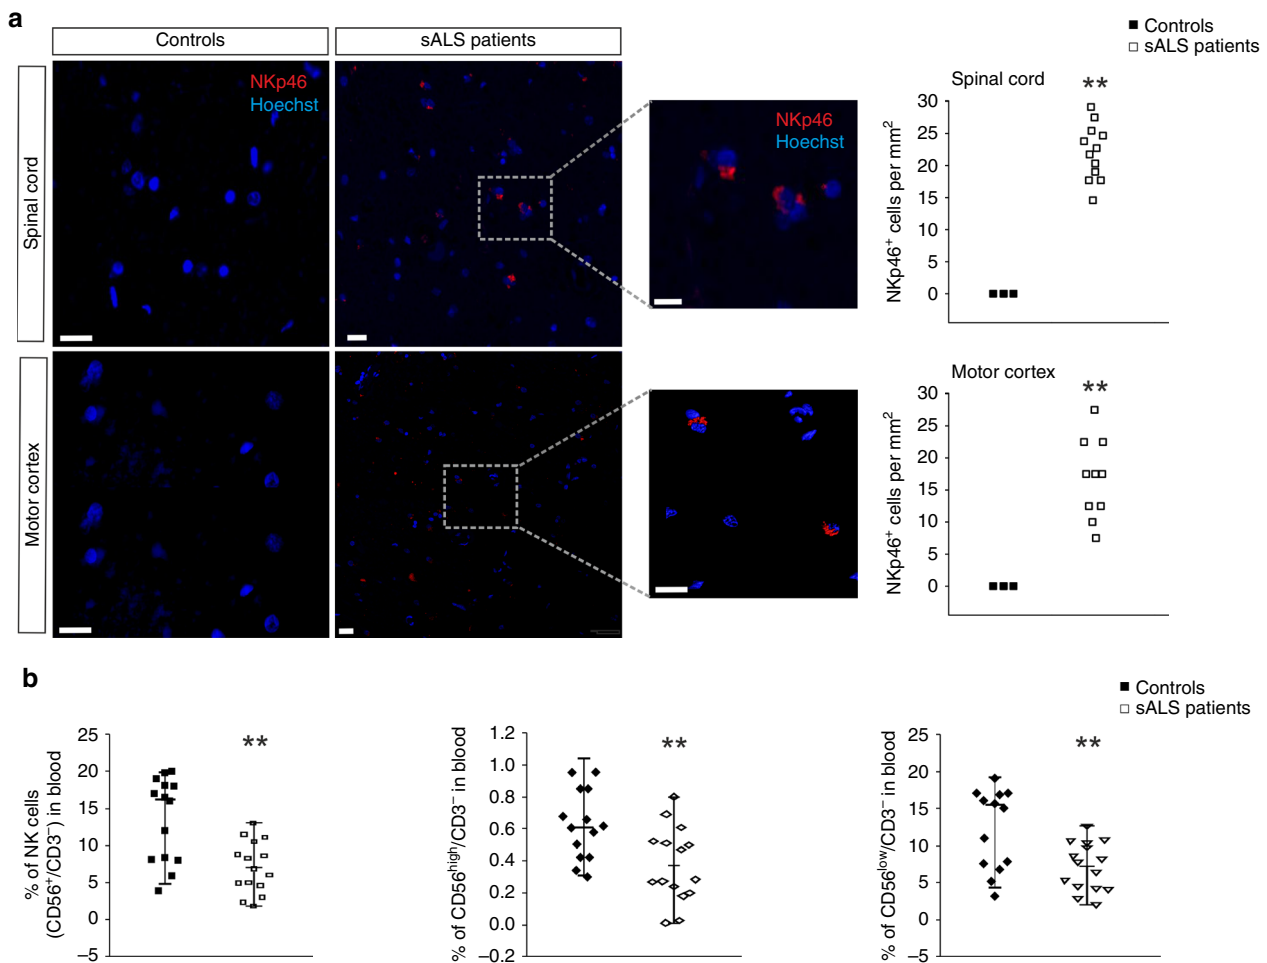 a
Controls
sALS patients
Controls
sALS patients
Spinal cord
NKp46
Hoechst
NKp46
Hoechst
Spinal cord
**
NKp46⁺ cells per mm²
30
25
20
15
10
5
0
Motor cortex
Motor cortex
**
NKp46⁺ cells per mm²
30
25
20
15
10
5
0
b
Controls
sALS patients
% of NK cells
(CD56⁺/CD3⁻) in blood
25
20
15
10
5
0
–5
**
% of CD56ʰⁱᵍʰ/CD3⁻ in blood
1.2
1.0
0.8
0.6
0.4
0.2
0.0
–0.2
**
% of CD56ˡᵒʷ/CD3⁻ in blood
25
20
15
10
5
0
–5
**